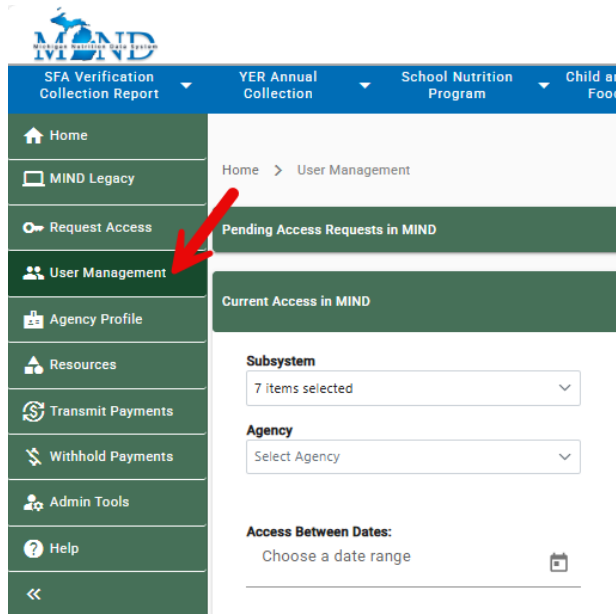 MIND
Michigan Nutrition Data System
SFA Verification
Collection Report
YER Annual
Collection
School Nutrition
Program
Child an
Foo
Home
MIND Legacy
Request Access
User Management
Agency Profile
Resources
Transmit Payments
Withhold Payments
Admin Tools
Help
Home > User Management
Pending Access Requests in MIND
Current Access in MIND
Subsystem
7 items selected
Agency
Select Agency
Access Between Dates:
Choose a date range